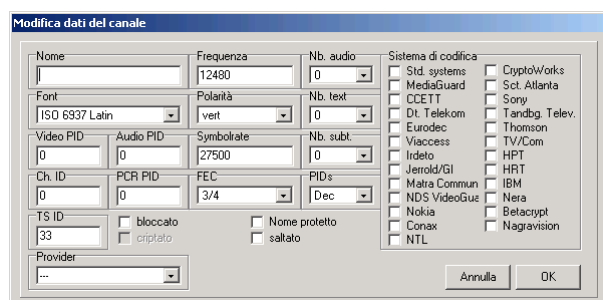 Modifica dati del canale
Nome Frequenza Nb. audio Sistema di codifica
12480 0 Std. systems CryptoWorks
MediaGuard Sct. Atlanta
Font Polarità Nb. text CCETT Sony
ISO 6937 Latin vert 0 Dt. Telekom Tandbg. Telev.
Eurodec Thomson
Video PID Audio PID Symbolrate Nb. subt. Viaccess TV/Com
0 0 27500 0 Irdeto HPT
Jerrold/GI HRT
Ch. ID PCR PID FEC PIDs Matra Commun IBM
0 0 3/4 Dec NDS VideoGua Nera
Nokia Betacrypt
TS ID bloccato Nome protetto Conax Nagravision
33 criptato saltato NTL
Provider
--- Annulla OK